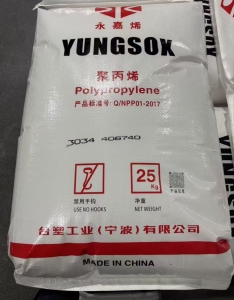 永嘉烯
YUNGSOX
聚丙烯
Polypropylene
产品标准号: Q/NPP01-2017
3034 406740
25
Kg
禁用手钩
USE NO HOOKS
净重
NET WEIGHT
台塑工业(宁波)有限公司
MADE IN CHINA